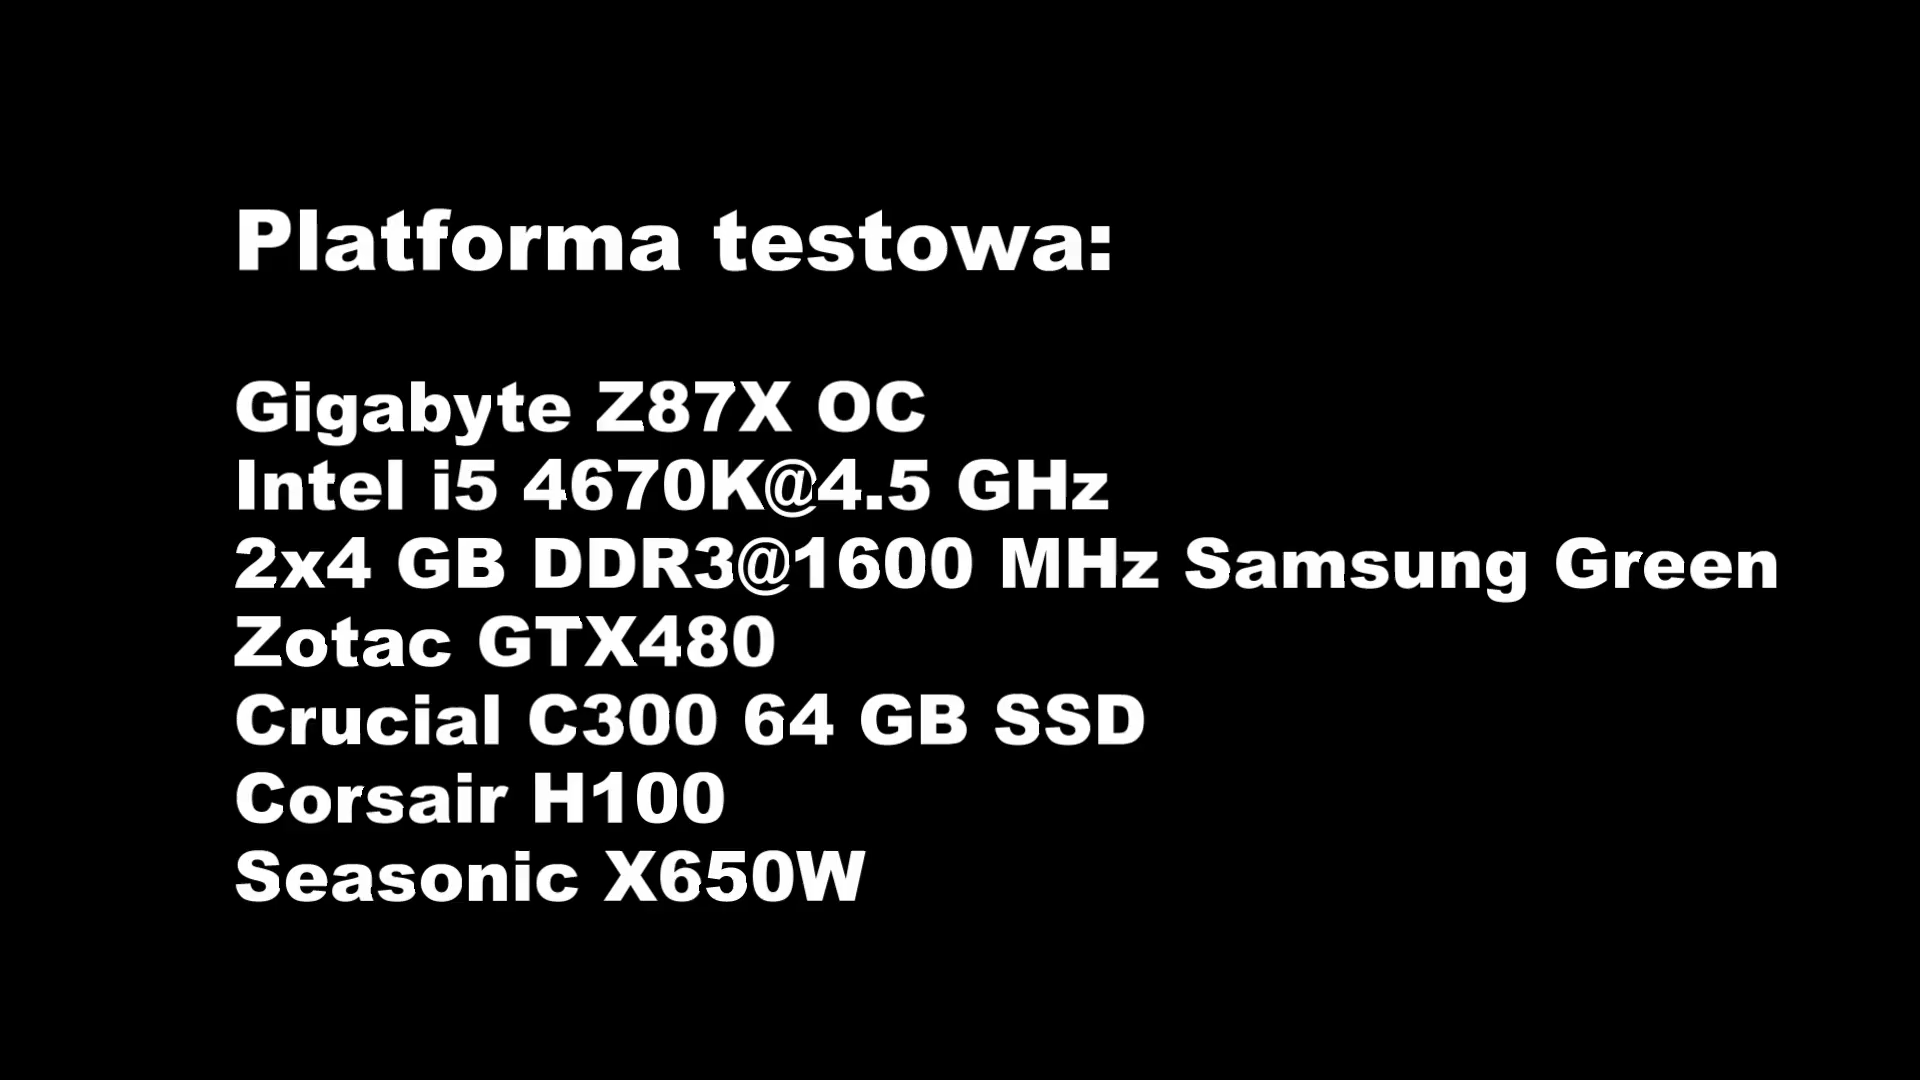 Platforma testowa:
Gigabyte Z87X OC
Intel i5 4670K@4.5 GHz
2x4 GB DDR3@1600 MHz Samsung Green
Zotac GTX480
Crucial C300 64 GB SSD
Corsair H100
Seasonic X650W